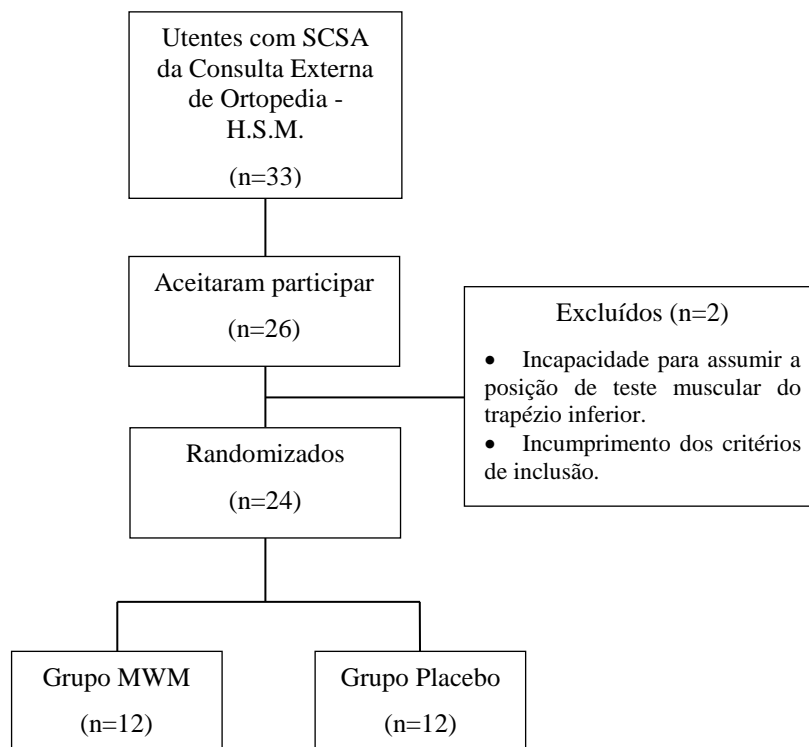 Utentes com SCSA
da Consulta Externa
de Ortopedia -
H.S.M.
(n=33)
Aceitaram participar
(n=26)
Excluídos (n=2)
• Incapacidade para assumir a
posição de teste muscular do
trapézio inferior.
• Incumprimento dos critérios
de inclusão.
Randomizados
(n=24)
Grupo MWM
(n=12)
Grupo Placebo
(n=12)